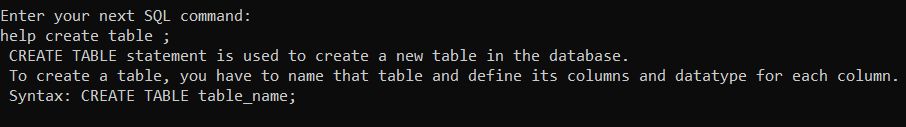 Enter your next SQL command:
help create table ;
CREATE TABLE statement is used to create a new table in the database.
To create a table, you have to name that table and define its columns and datatype for each column.
Syntax: CREATE TABLE table_name;